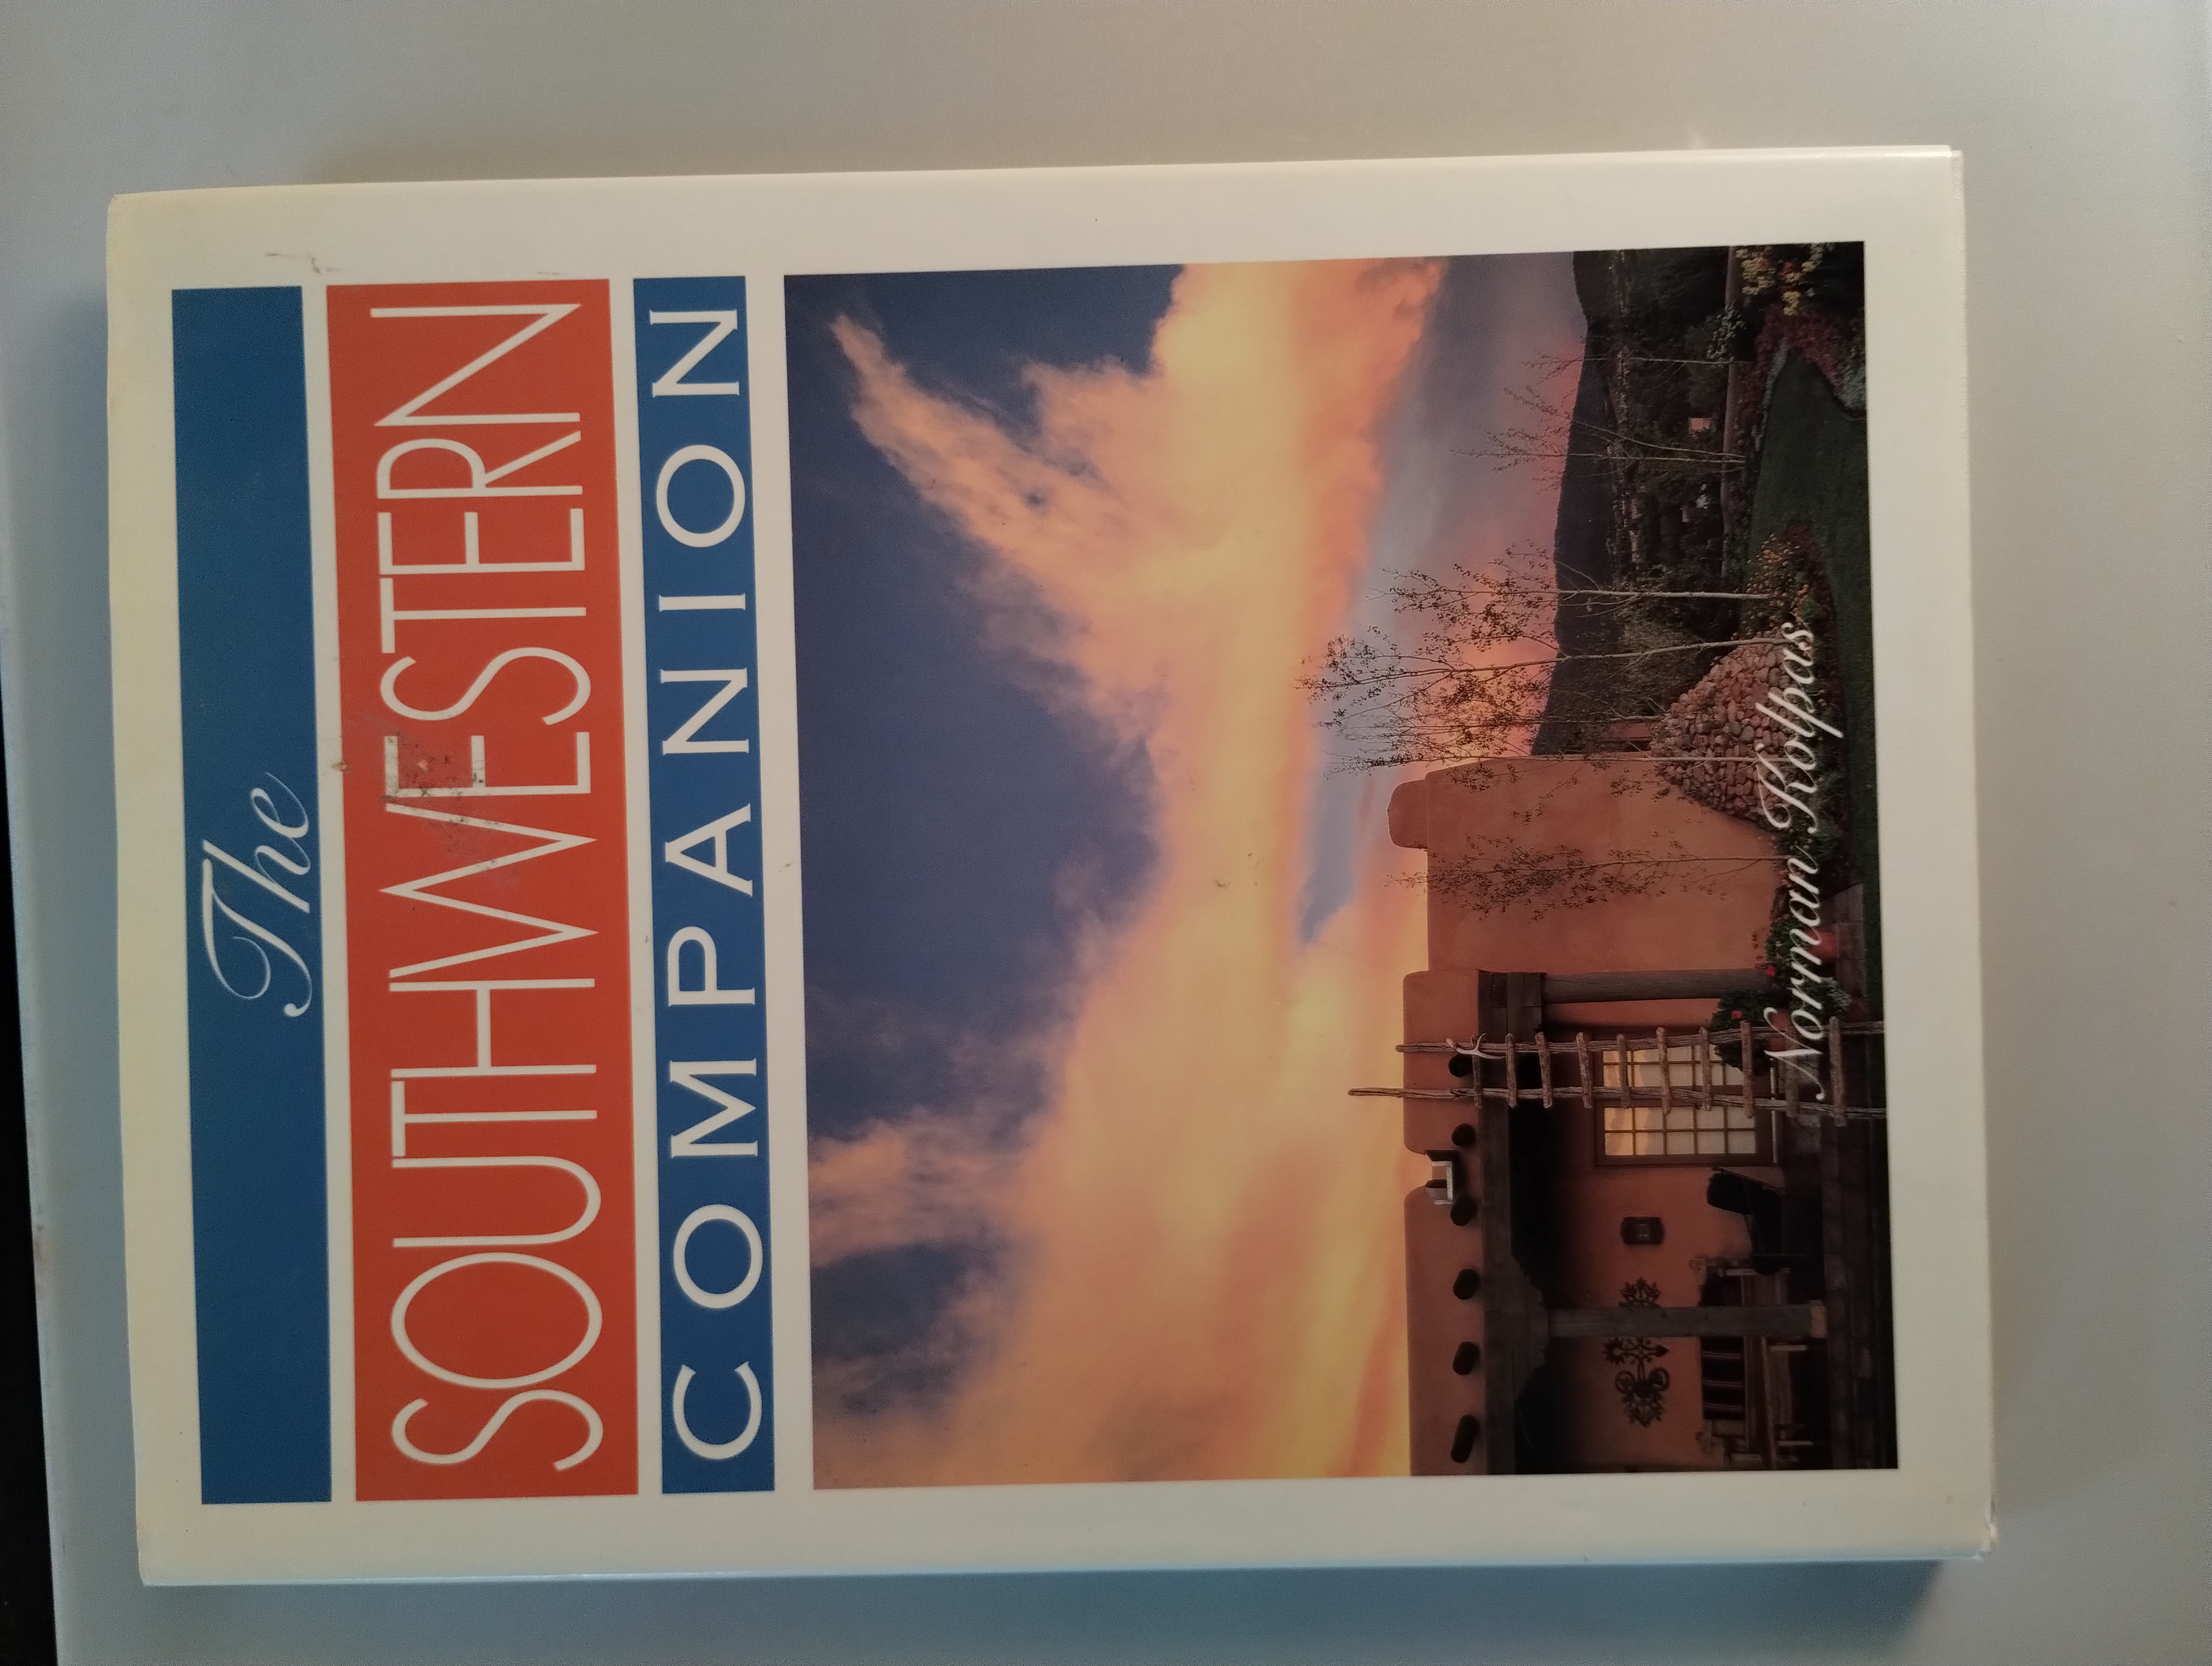 The
SOUTHWESTERN
COMPANION
Norman Kolpas